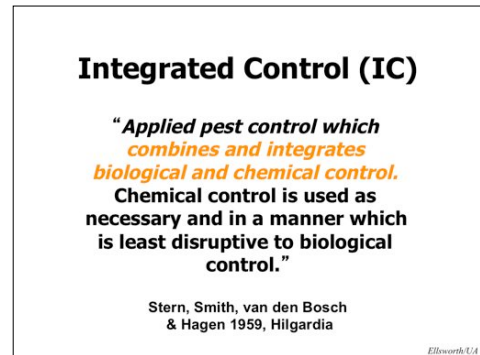 Integrated Control (IC)
“Applied pest control which
combines and integrates
biological and chemical control.
Chemical control is used as
necessary and in a manner which
is least disruptive to biological
control.”
Stern, Smith, van den Bosch
& Hagen 1959, Hilgardia
Ellsworth/UA